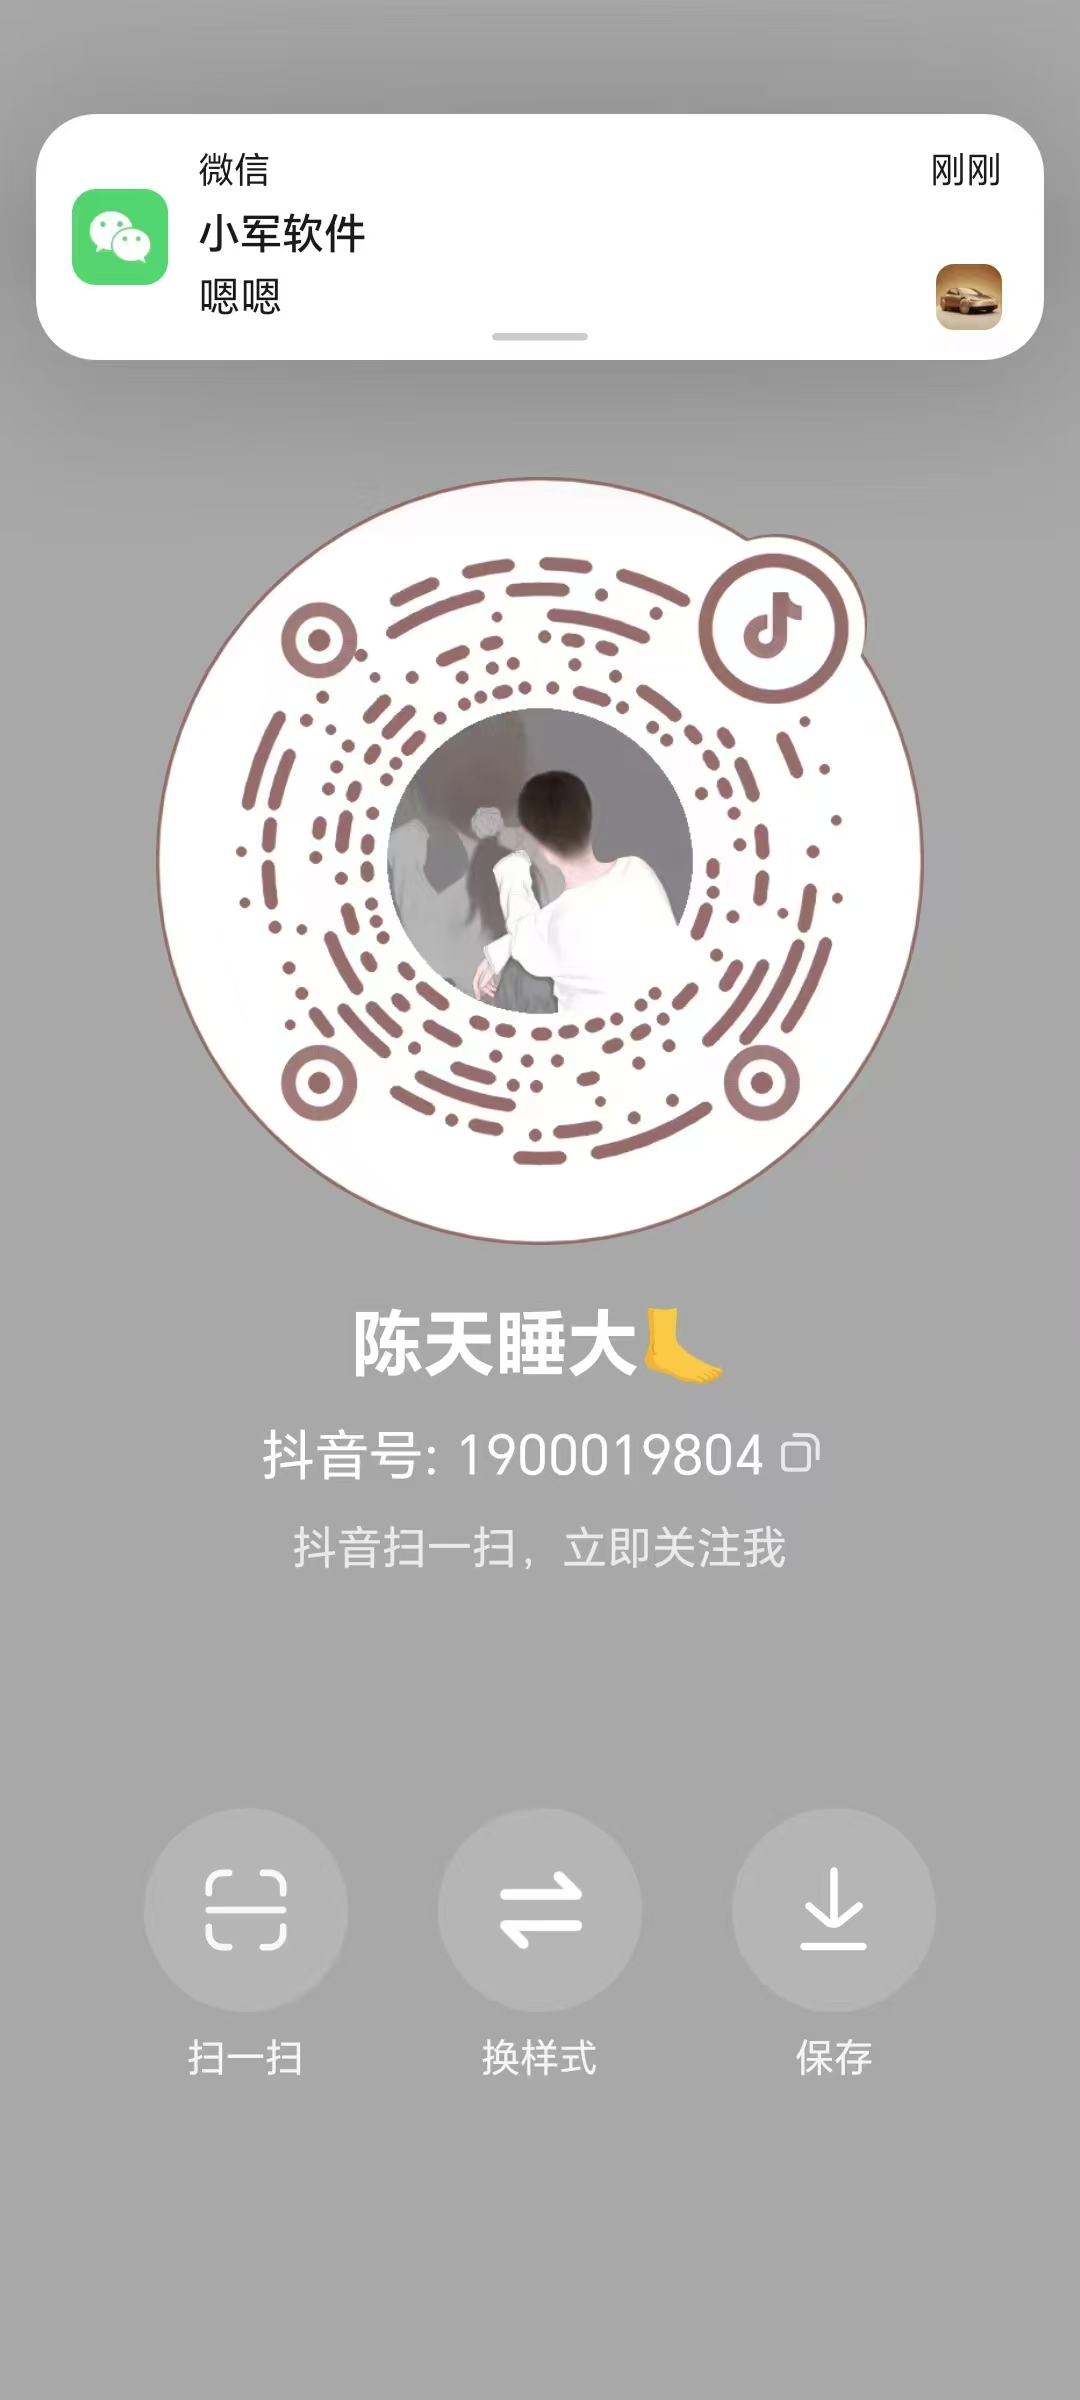 微信
刚刚
小军软件
嗯嗯
陈天睡大🦶
抖音号: 1900019804
抖音扫一扫，立即关注我
扫一扫
换样式
保存